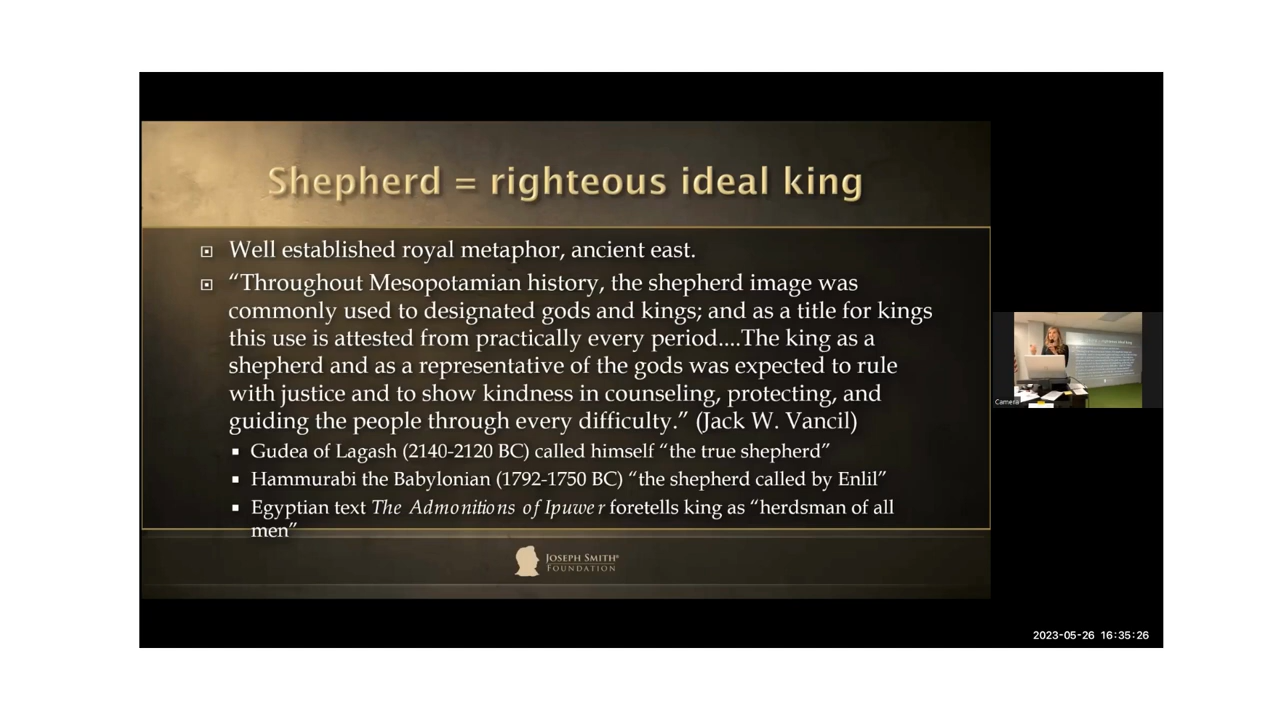 Shepherd = righteous ideal king
Well established royal metaphor, ancient east.
“Throughout Mesopotamian history, the shepherd image was
commonly used to designated gods and kings; and as a title for kings
this use is attested from practically every period....The king as a
shepherd and as a representative of the gods was expected to rule
with justice and to show kindness in counseling, protecting, and
guiding the people through every difficulty.” (Jack W. Vancil)
Gudea of Lagash (2140-2120 BC) called himself “the true shepherd”
Hammurabi the Babylonian (1792-1750 BC) “the shepherd called by Enlil”
Egyptian text The Admonitions of Ipuwer foretells king as “herdsman of all
men”
JOSEPH SMITH®
FOUNDATION
Camera
2023-05-26 16:35:26